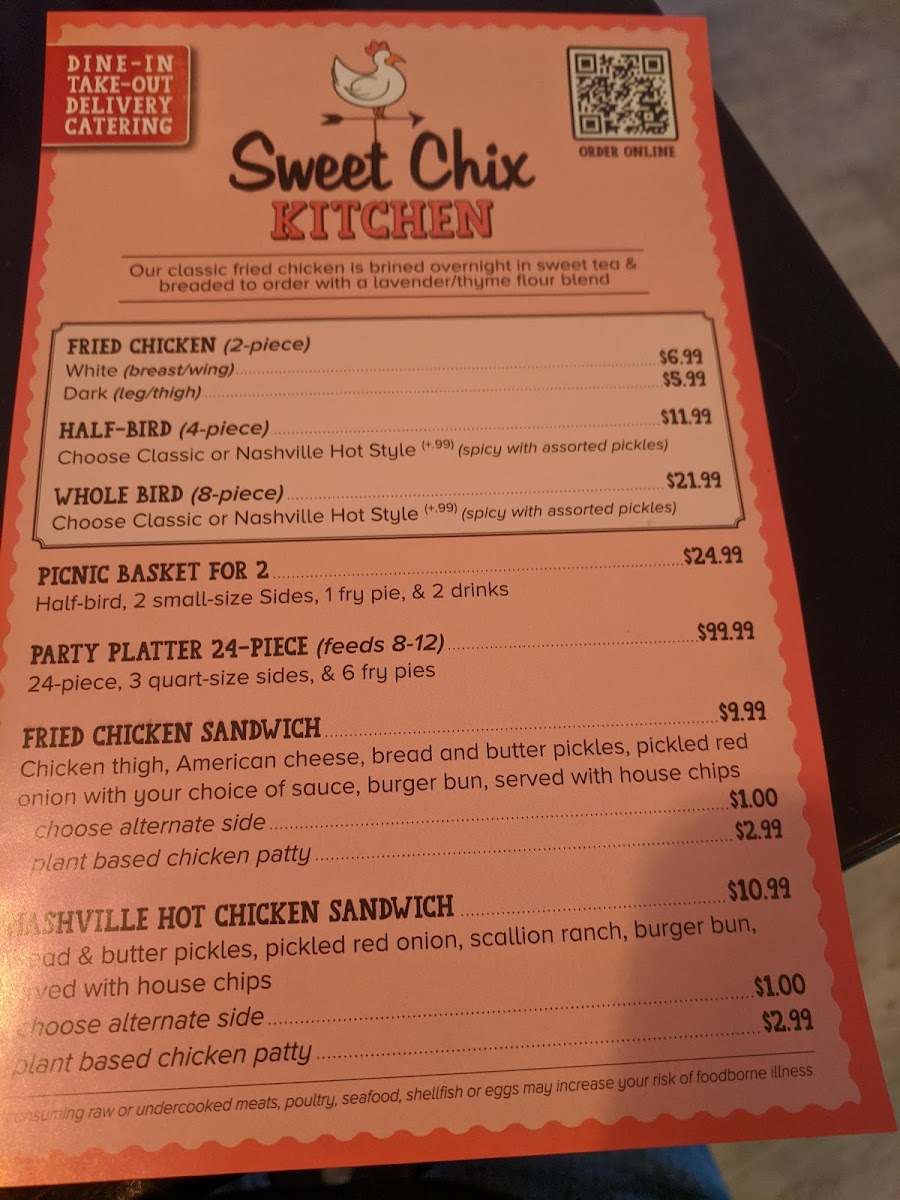 DINE-IN
TAKE-OUT
DELIVERY
CATERING
ORDER ONLINE
Sweet Chix
KITCHEN
Our classic fried chicken is brined overnight in sweet tea &
breaded to order with a lavender/thyme flour blend
FRIED CHICKEN (2-piece)
White (breast/wing) $6.99
Dark (leg/thigh) $5.99
HALF-BIRD (4-piece) $11.99
Choose Classic or Nashville Hot Style (+.99) (spicy with assorted pickles)
WHOLE BIRD (8-piece) $21.99
Choose Classic or Nashville Hot Style (+.99) (spicy with assorted pickles)
PICNIC BASKET FOR 2 $24.99
Half-bird, 2 small-size Sides, 1 fry pie, & 2 drinks
PARTY PLATTER 24-PIECE (feeds 8-12) $99.99
24-piece, 3 quart-size sides, & 6 fry pies
FRIED CHICKEN SANDWICH $9.99
Chicken thigh, American cheese, bread and butter pickles, pickled red
onion with your choice of sauce, burger bun, served with house chips
choose alternate side $1.00
plant based chicken patty $2.99
NASHVILLE HOT CHICKEN SANDWICH $10.99
& butter pickles, pickled red onion, scallion ranch, burger bun,
with house chips
choose alternate side $1.00
plant based chicken patty $2.99
consuming raw or undercooked meats, poultry, seafood, shellfish or eggs may increase your risk of foodborne illness